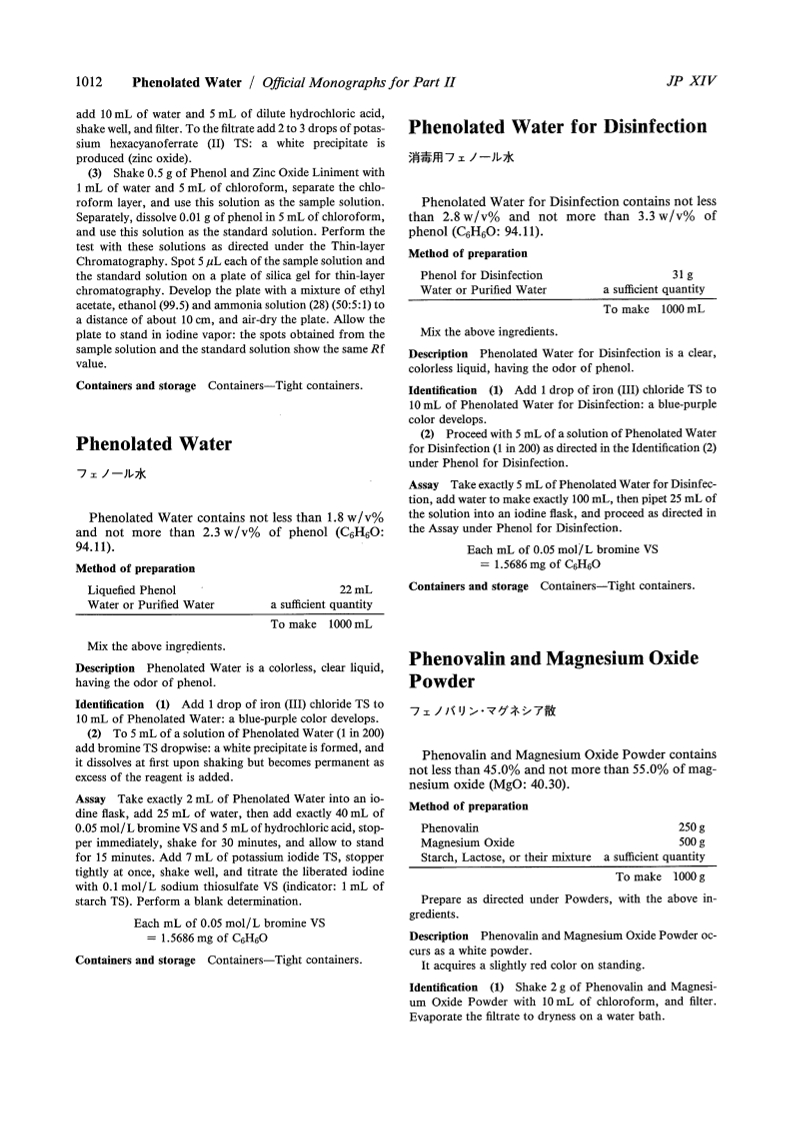 1012 Phenolated Water / Official Monographs for Part II JP XIV
add 10 mL of water and 5 mL of dilute hydrochloric acid,
shake well, and filter. To the filtrate add 2 to 3 drops of potas-
sium hexacyanoferrate (II) TS: a white precipitate is
produced (zinc oxide).
(3) Shake 0.5 g of Phenol and Zinc Oxide Liniment with
1 mL of water and 5 mL of chloroform, separate the chlo-
roform layer, and use this solution as the sample solution.
Separately, dissolve 0.01 g of phenol in 5 mL of chloroform,
and use this solution as the standard solution. Perform the
test with these solutions as directed under the Thin-layer
Chromatography. Spot 5 μL each of the sample solution and
the standard solution on a plate of silica gel for thin-layer
chromatography. Develop the plate with a mixture of ethyl
acetate, ethanol (99.5) and ammonia solution (28) (50:5:1) to
a distance of about 10 cm, and air-dry the plate. Allow the
plate to stand in iodine vapor: the spots obtained from the
sample solution and the standard solution show the same Rf
value.
Containers and storage Containers—Tight containers.
Phenolated Water
フェノール水
Phenolated Water contains not less than 1.8 w/v%
and not more than 2.3 w/v% of phenol (C₆H₆O:
94.11).
Method of preparation
Liquefied Phenol 22 mL
Water or Purified Water a sufficient quantity
To make 1000 mL
Mix the above ingredients.
Description Phenolated Water is a colorless, clear liquid,
having the odor of phenol.
Identification (1) Add 1 drop of iron (III) chloride TS to
10 mL of Phenolated Water: a blue-purple color develops.
(2) To 5 mL of a solution of Phenolated Water (1 in 200)
add bromine TS dropwise: a white precipitate is formed, and
it dissolves at first upon shaking but becomes permanent as
excess of the reagent is added.
Assay Take exactly 2 mL of Phenolated Water into an io-
dine flask, add 25 mL of water, then add exactly 40 mL of
0.05 mol/L bromine VS and 5 mL of hydrochloric acid, stop-
per immediately, shake for 30 minutes, and allow to stand
for 15 minutes. Add 7 mL of potassium iodide TS, stopper
tightly at once, shake well, and titrate the liberated iodine
with 0.1 mol/L sodium thiosulfate VS (indicator: 1 mL of
starch TS). Perform a blank determination.
Each mL of 0.05 mol/L bromine VS
= 1.5686 mg of C₆H₆O
Containers and storage Containers—Tight containers.
Phenolated Water for Disinfection
消毒用フェノール水
Phenolated Water for Disinfection contains not less
than 2.8 w/v% and not more than 3.3 w/v% of
phenol (C₆H₆O: 94.11).
Method of preparation
Phenol for Disinfection 31 g
Water or Purified Water a sufficient quantity
To make 1000 mL
Mix the above ingredients.
Description Phenolated Water for Disinfection is a clear,
colorless liquid, having the odor of phenol.
Identification (1) Add 1 drop of iron (III) chloride TS to
10 mL of Phenolated Water for Disinfection: a blue-purple
color develops.
(2) Proceed with 5 mL of a solution of Phenolated Water
for Disinfection (1 in 200) as directed in the Identification (2)
under Phenol for Disinfection.
Assay Take exactly 5 mL of Phenolated Water for Disinfec-
tion, add water to make exactly 100 mL, then pipet 25 mL of
the solution into an iodine flask, and proceed as directed in
the Assay under Phenol for Disinfection.
Each mL of 0.05 mol/L bromine VS
= 1.5686 mg of C₆H₆O
Containers and storage Containers—Tight containers.
Phenovalin and Magnesium Oxide
Powder
フェノバリン・マグネシア散
Phenovalin and Magnesium Oxide Powder contains
not less than 45.0% and not more than 55.0% of mag-
nesium oxide (MgO: 40.30).
Method of preparation
Phenovalin 250 g
Magnesium Oxide 500 g
Starch, Lactose, or their mixture a sufficient quantity
To make 1000 g
Prepare as directed under Powders, with the above in-
gredients.
Description Phenovalin and Magnesium Oxide Powder oc-
curs as a white powder.
It acquires a slightly red color on standing.
Identification (1) Shake 2 g of Phenovalin and Magnesi-
um Oxide Powder with 10 mL of chloroform, and filter.
Evaporate the filtrate to dryness on a water bath.